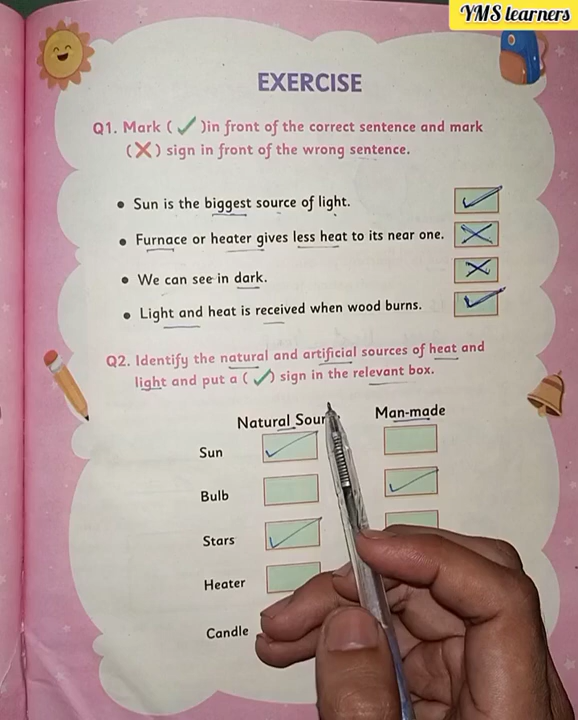 YMS learners
EXERCISE
Q1. Mark ( ✓ )in front of the correct sentence and mark
(✗) sign in front of the wrong sentence.
• Sun is the biggest source of light. ✓
• Furnace or heater gives less heat to its near one. ✗
• We can see in dark. ✗
• Light and heat is received when wood burns. ✓
Q2. Identify the natural and artificial sources of heat and
light and put a (✓) sign in the relevant box.
Natural Man-made
Sun ✓
Bulb ✓
Stars ✓
Heater
Candle